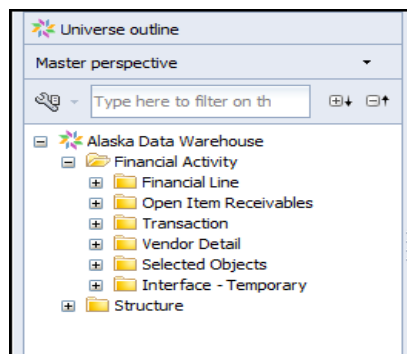 Universe outline
Master perspective
Type here to filter on th
Alaska Data Warehouse
Financial Activity
Financial Line
Open Item Receivables
Transaction
Vendor Detail
Selected Objects
Interface - Temporary
Structure